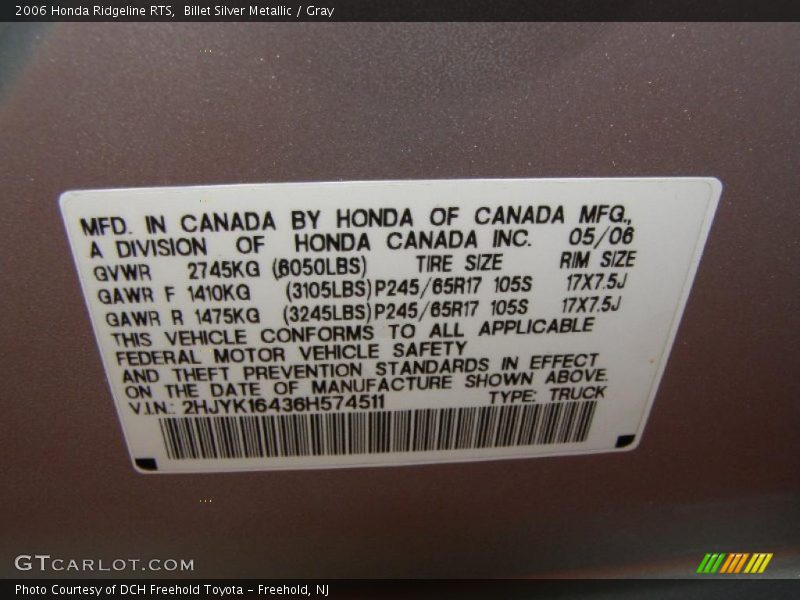 2006 Honda Ridgeline RTS,  Billet Silver Metallic / Gray
MFD. IN CANADA BY HONDA OF CANADA MFG.,
A DIVISION OF HONDA CANADA INC. 05/06
GVWR 2745KG (6050LBS) TIRE SIZE RIM SIZE
GAWR F 1410KG (3105LBS) P245/65R17 105S 17X7.5J
GAWR R 1475KG (3245LBS) P245/65R17 105S 17X7.5J
THIS VEHICLE CONFORMS TO ALL APPLICABLE
FEDERAL MOTOR VEHICLE SAFETY
AND THEFT PREVENTION STANDARDS IN EFFECT
ON THE DATE OF MANUFACTURE SHOWN ABOVE.
V.I.N.: 2HJYK16436H574511 TYPE: TRUCK
GTCARLOT.COM
Photo Courtesy of DCH Freehold Toyota - Freehold, NJ